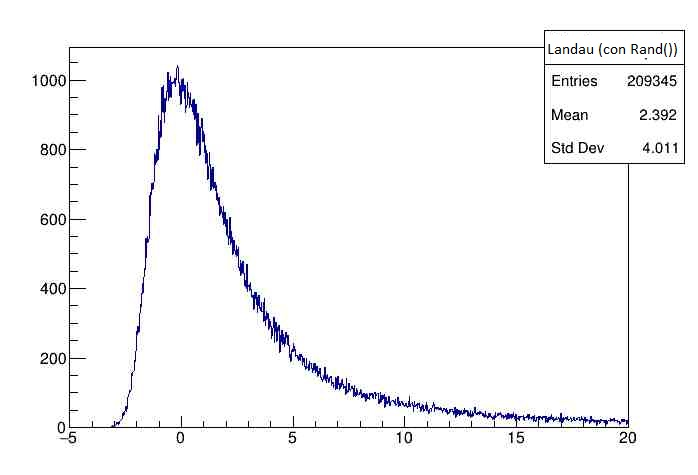 Landau (con Rand())
Entries 209345
Mean 2.392
Std Dev 4.011
1000
800
600
400
200
0
−5 0 5 10 15 20